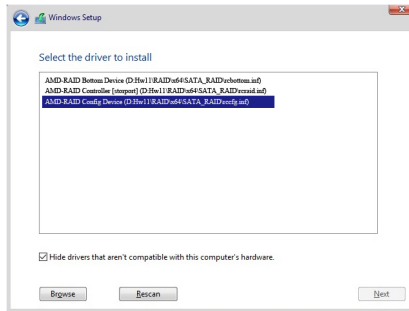 Windows Setup
Select the driver to install
AMD-RAID Bottom Device (D:Hw11\RAID\x64\SATA_RAID\rcbottom.inf)
AMD-RAID Controller [storport] (D:Hw11\RAID\x64\SATA_RAID\rcraid.inf)
AMD-RAID Config Device (D:Hw11\RAID\x64\SATA_RAID\rccfg.inf)
Hide drivers that aren't compatible with this computer's hardware.
Browse Rescan Next